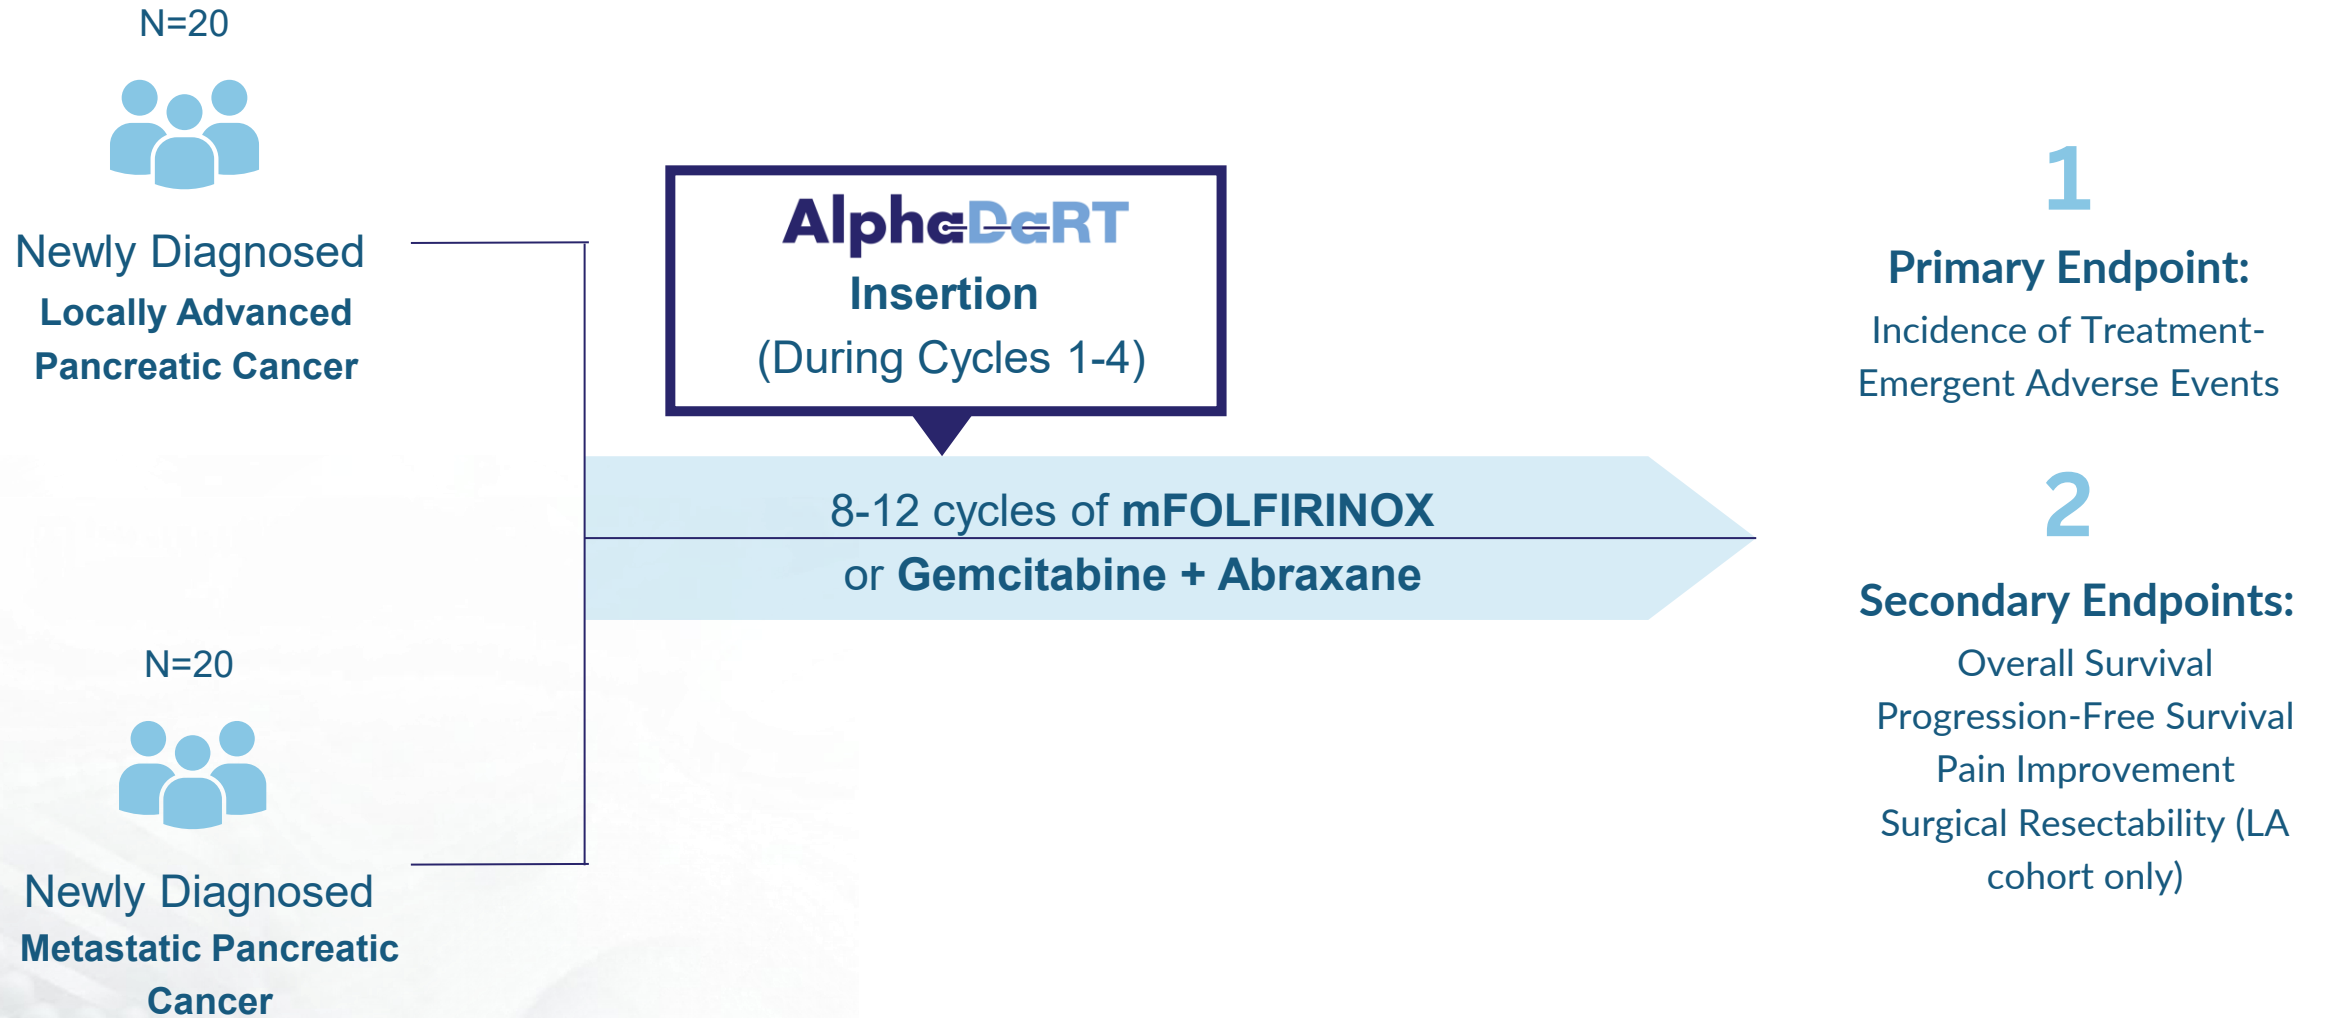 N=20
Newly Diagnosed
Locally Advanced
Pancreatic Cancer
N=20
Newly Diagnosed
Metastatic Pancreatic
Cancer
AlphaDaRT
Insertion
(During Cycles 1-4)
8-12 cycles of mFOLFIRINOX
or Gemcitabine + Abraxane
1
Primary Endpoint:
Incidence of Treatment-
Emergent Adverse Events
2
Secondary Endpoints:
Overall Survival
Progression-Free Survival
Pain Improvement
Surgical Resectability (LA
cohort only)